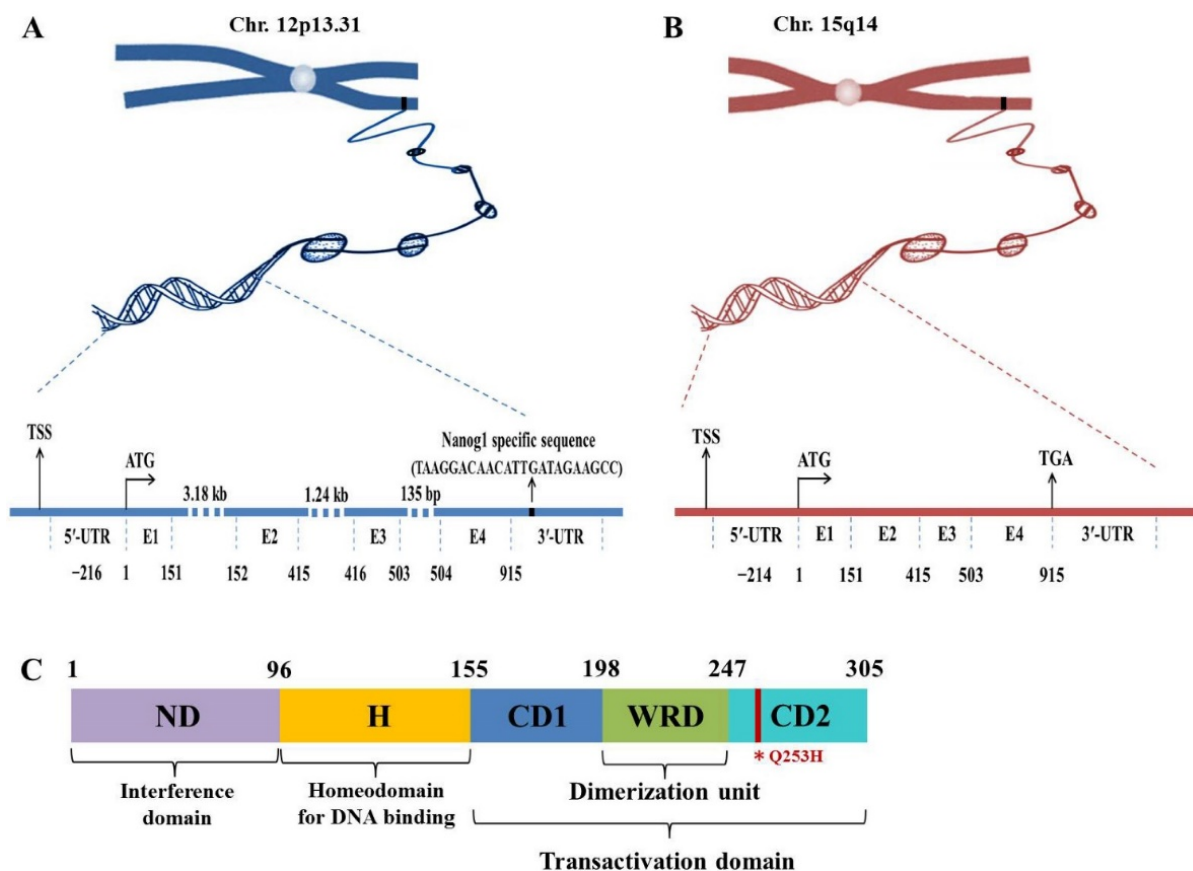 A
Chr. 12p13.31
TSS
ATG
Nanog1 specific sequence
(TAAGGACAACATTGATAGAAGCC)
3.18 kb
1.24 kb
135 bp
5′-UTR E1 E2 E3 E4 3′-UTR
−216 1 151 152 415 416 503 504 915
B
Chr. 15q14
TSS
ATG
TGA
5′-UTR E1 E2 E3 E4 3′-UTR
−214 1 151 415 503 915
C
1 96 155 198 247 305
ND H CD1 WRD CD2
* Q253H
Interference
domain
Homeodomain
for DNA binding
Dimerization unit
Transactivation domain